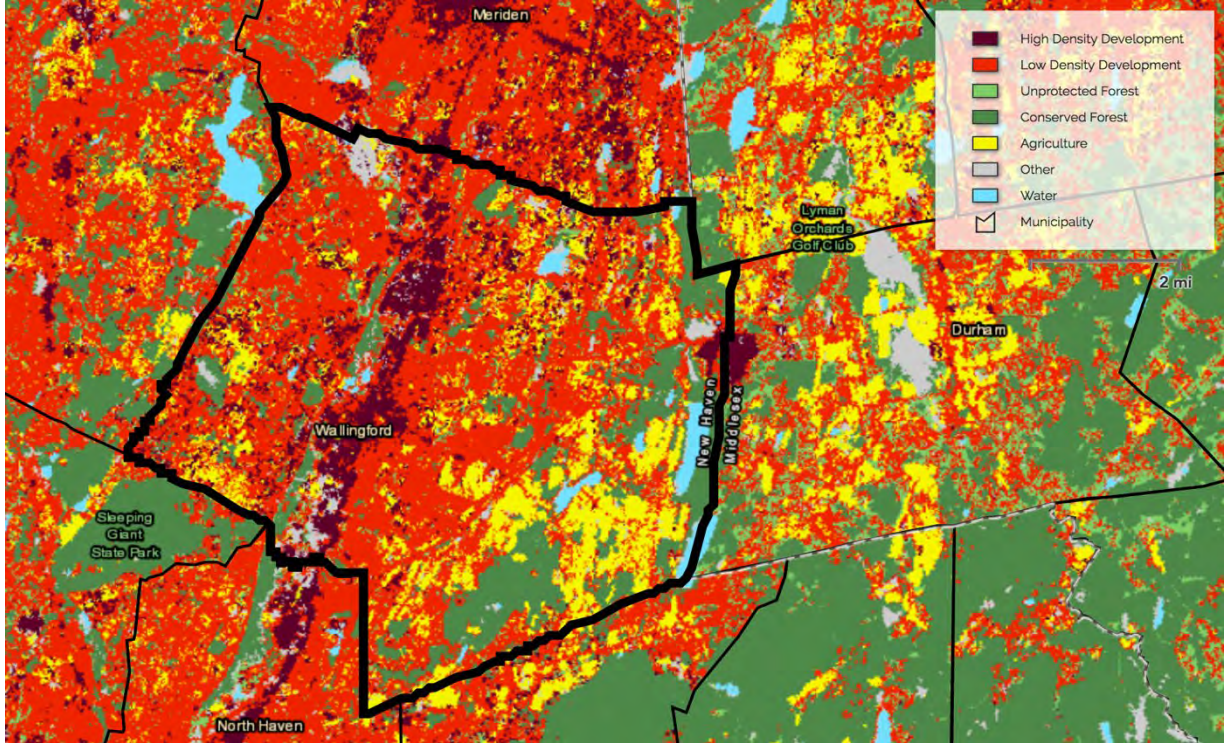 Meriden
High Density Development
Low Density Development
Unprotected Forest
Conserved Forest
Agriculture
Other
Water
Municipality
Lyman
Orchards
Golf Club
2 mi
Durham
New Haven
Middlesex
Wallingford
Sleeping
Giant
State Park
North Haven